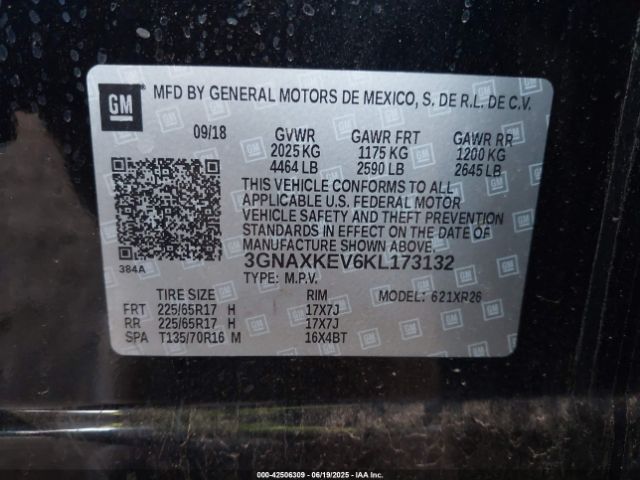 GM MFD BY GENERAL MOTORS DE MEXICO, S. DE R.L. DE C.V.
09/18 GVWR GAWR FRT GAWR RR
2025 KG 1175 KG 1200 KG
4464 LB 2590 LB 2645 LB
THIS VEHICLE CONFORMS TO ALL
APPLICABLE U.S. FEDERAL MOTOR
VEHICLE SAFETY AND THEFT PREVENTION
STANDARDS IN EFFECT ON THE DATE OF
MANUFACTURE SHOWN ABOVE.
384A 3GNAXKEV6KL173132
TYPE: M.P.V.
TIRE SIZE RIM MODEL: 621XR26
FRT 225/65R17 H 17X7J
RR 225/65R17 H 17X7J
SPA T135/70R16 M 16X4BT
000-42506309 - 06/19/2025 - IAAI, Inc. Copyright